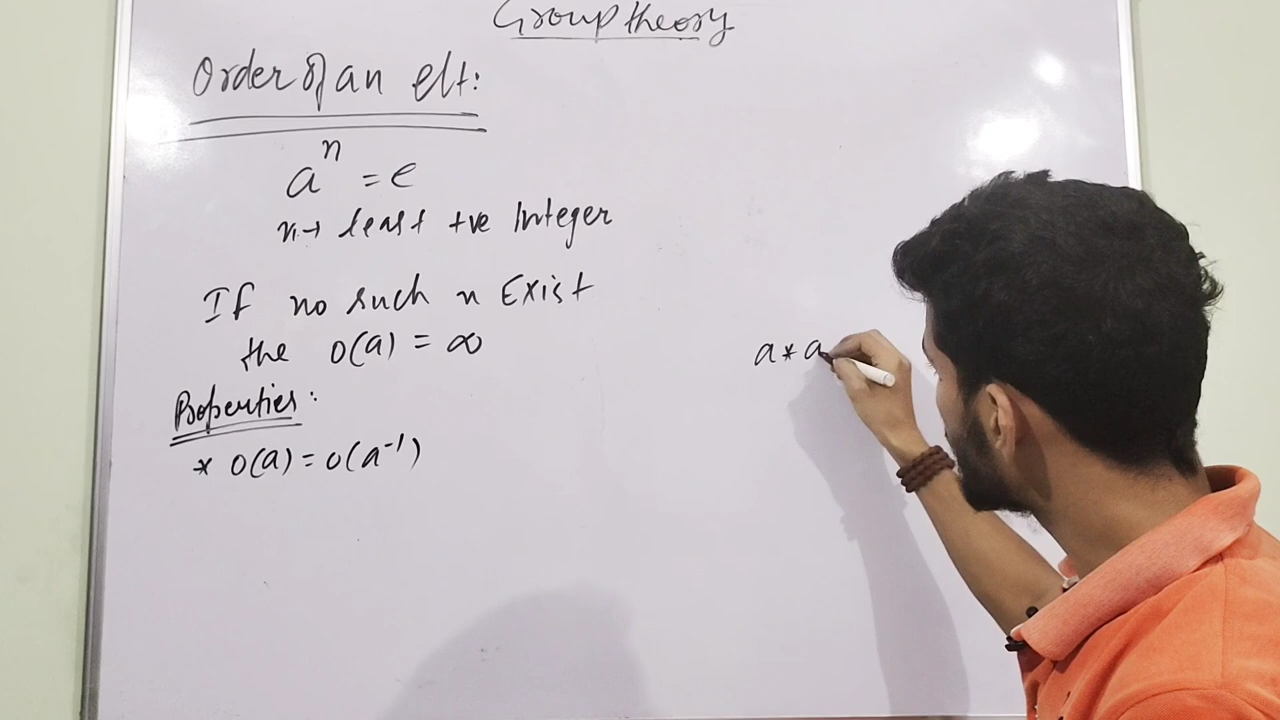 Group theory
Order of an elt:
aⁿ = e
n → least +ve Integer
If no such n Exist
the o(a) = ∞
Properties:
* o(a) = o(a⁻¹)
a * a